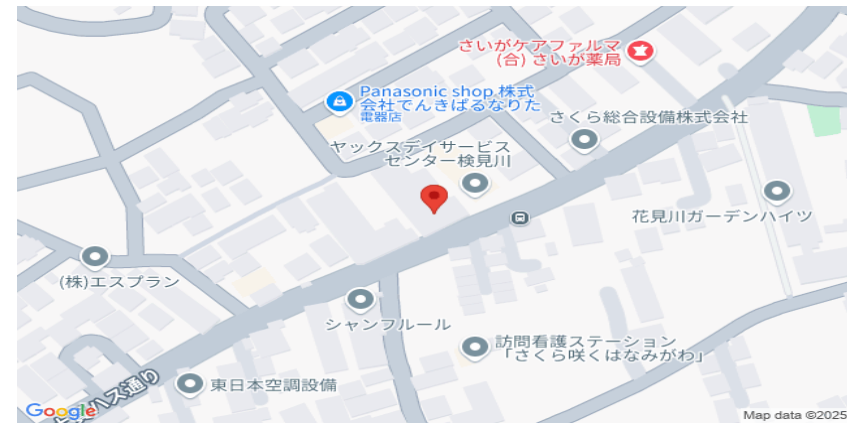 さいがケアファルマ
(合) さいが薬局
Panasonic shop 株式
会社でんきぱるなりた
電器店
さくら総合設備株式会社
ヤックスデイサービス
センター検見川
花見川ガーデンハイツ
(株)エスプラン
シャンフルール
訪問看護ステーション
「さくら咲くはなみがわ」
東日本空調設備
ハス通り
Google
Map data ©2025